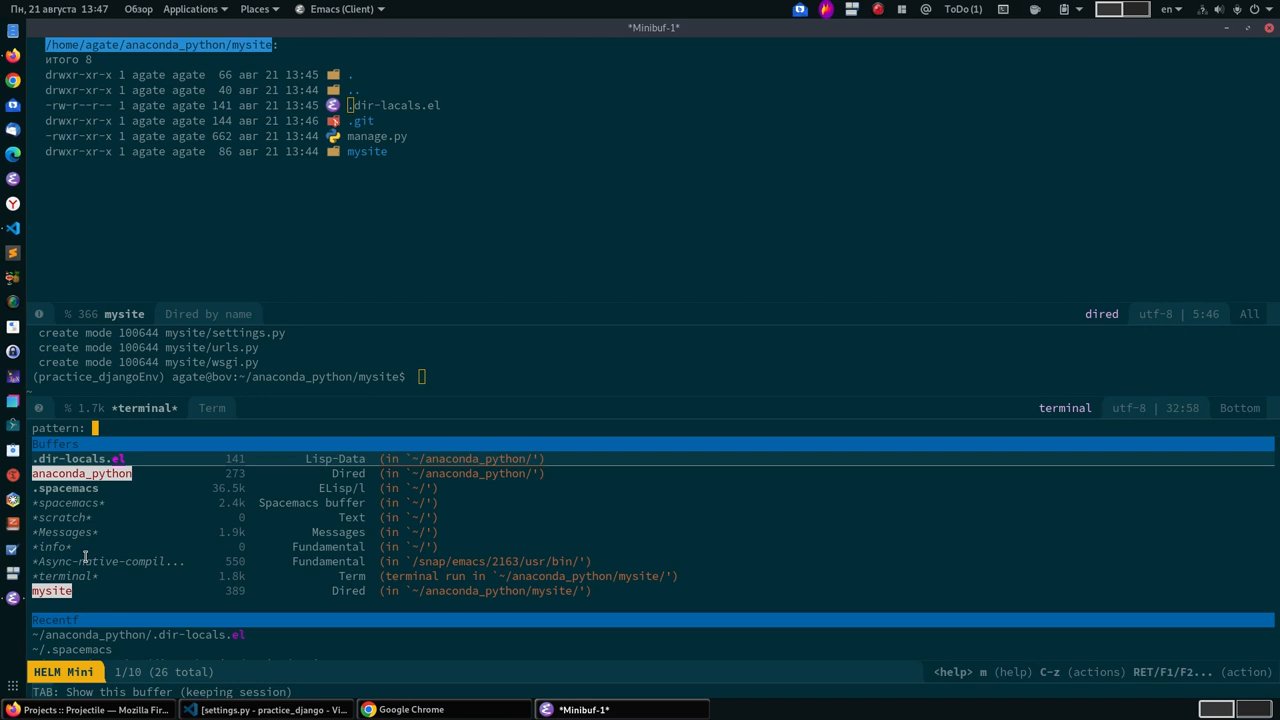 Пн, 21 августа 13:47 Обзор Applications Places Emacs (Client) ToDo (1) en
*Minibuf-1*
/home/agate/anaconda_python/mysite:
итого 8
drwxr-xr-x 1 agate agate 66 авг 21 13:45 .
drwxr-xr-x 1 agate agate 40 авг 21 13:44 ..
-rw-r--r-- 1 agate agate 141 авг 21 13:45 .dir-lacals.el
drwxr-xr-x 1 agate agate 144 авг 21 13:46 .git
-rwxr-xr-x 1 agate agate 662 авг 21 13:44 manage.py
drwxr-xr-x 1 agate agate 86 авг 21 13:44 mysite
% 366 mysite Dired by name dired utf-8 | 5:46 All
create mode 100644 mysite/settings.py
create mode 100644 mysite/urls.py
create mode 100644 mysite/wsgi.py
(practice_djangoEnv) agate@bov:~/anaconda_python/mysite$
~
% 1.7k *terminal* Term terminal utf-8 | 32:58 Bottom
pattern:
Buffers
.dir-locals.el 141 Lisp-Data (in `~/anaconda_python/')
anaconda_python 273 Dired (in `~/anaconda_python/')
.spacemacs 36.5k ELisp/l (in `~/')
*spacemacs* 2.4k Spacemacs buffer (in `~/')
*scratch* 0 Text (in `~/')
*Messages* 1.9k Messages (in `~/')
*info* 0 Fundamental (in `~/')
*Async-native-compil... 550 Fundamental (in `/snap/emacs/2163/usr/bin/')
*terminal* 1.8k Term (terminal run in `~/anaconda_python/mysite/')
mysite 389 Dired (in `~/anaconda_python/mysite/')
Recentf
~/anaconda_python/.dir-locals.el
~/.spacemacs
HELM Mini 1/10 (26 total) <help> m (help) C-z (actions) RET/F1/F2... (action)
TAB: Show this buffer (keeping session)
Projects :: Projectile — Mozilla Fir... [settings.py - practice_django - Vi... Google Chrome *Minibuf-1*